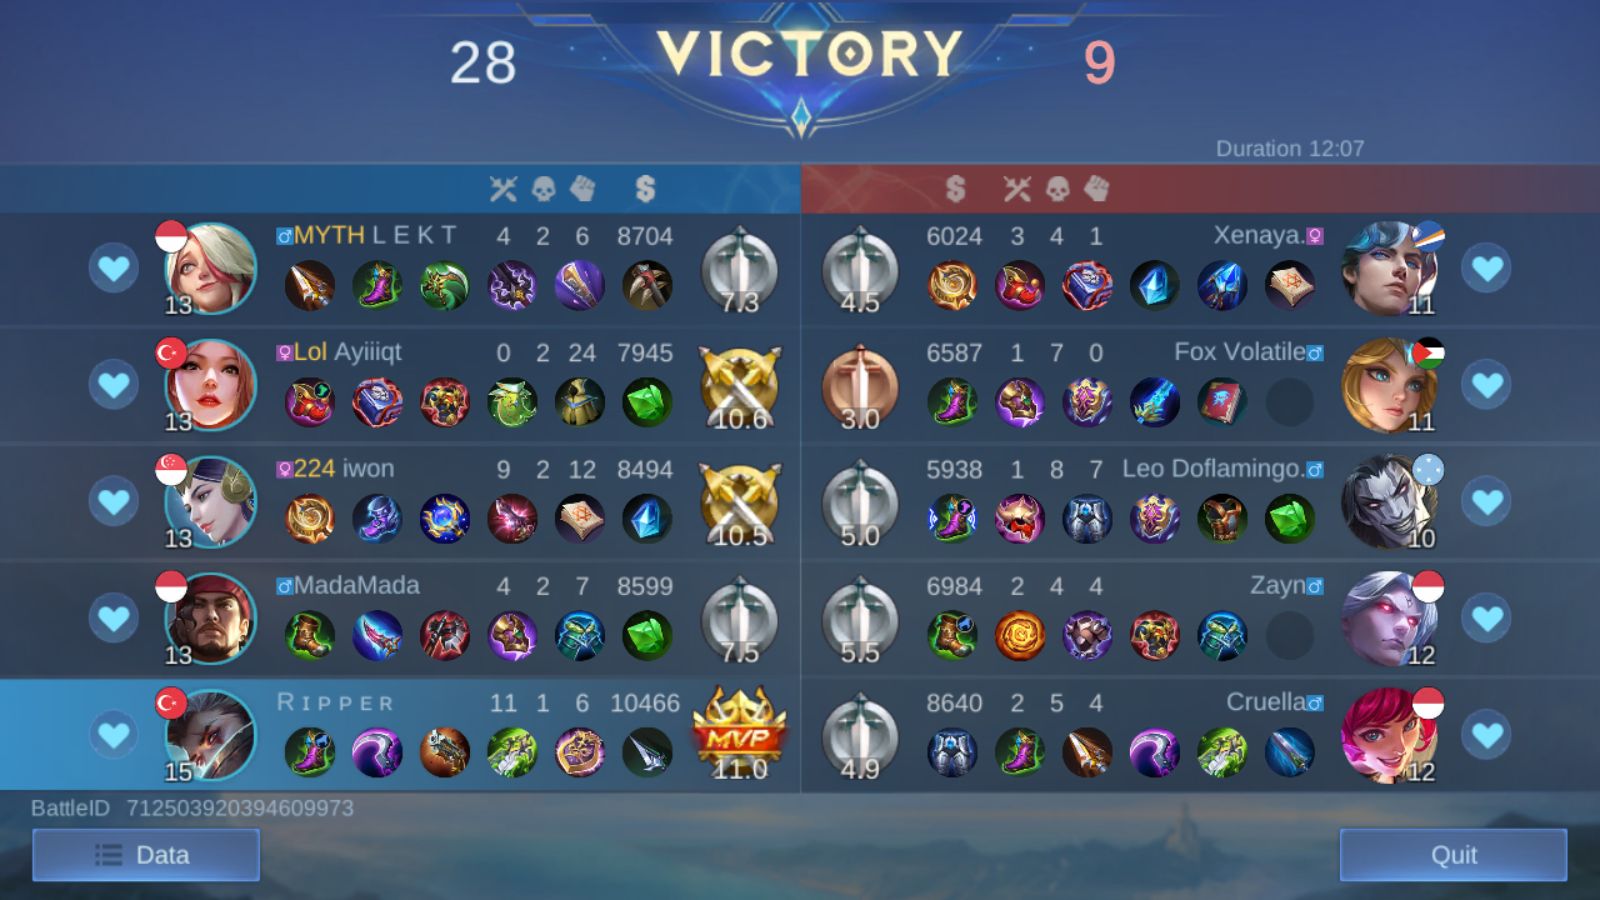 28 VICTORY 9
Duration 12:07
MYTH L E K T 4 2 6 8704
13 7.3
6024 3 4 1 Xenaya.
4.5 11
Lol Ayiiiqt 0 2 24 7945
13 10.6
6587 1 7 0 Fox Volatile
3.0 11
224 iwon 9 2 12 8494
13 10.5
5938 1 8 7 Leo Doflamingo.
5.0 10
MadaMada 4 2 7 8599
13 7.5
6984 2 4 4 Zayn
5.5 12
Rɪᴘᴘᴇʀ 11 1 6 10466
MVP
15 11.0
8640 2 5 4 Cruella
4.9 12
BattleID 712503920394609973
Data
Quit